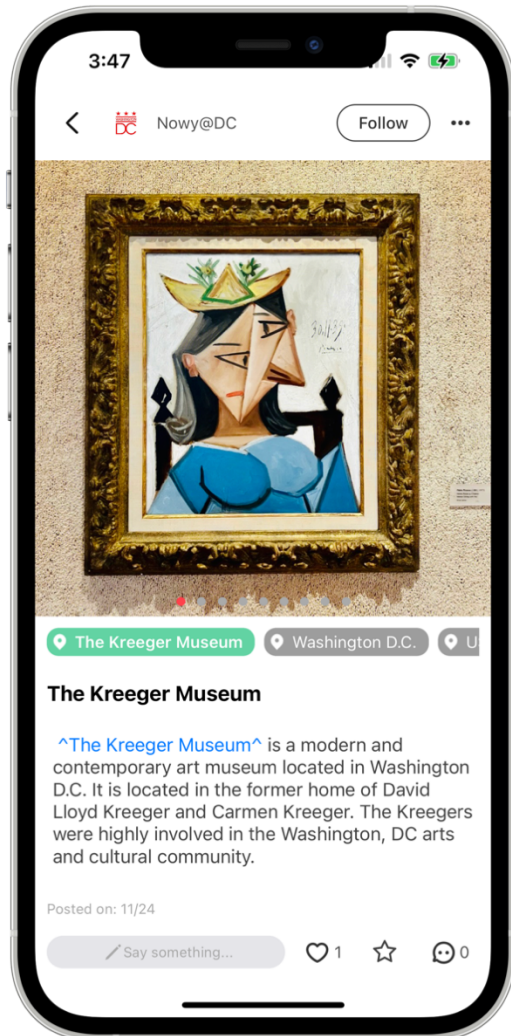 3:47
DC
Nowy@DC
Follow
The Kreeger Museum
Washington D.C.
The Kreeger Museum
^The Kreeger Museum^ is a modern and
contemporary art museum located in Washington
D.C. It is located in the former home of David
Lloyd Kreeger and Carmen Kreeger. The Kreegers
were highly involved in the Washington, DC arts
and cultural community.
Posted on: 11/24
Say something...
1
0